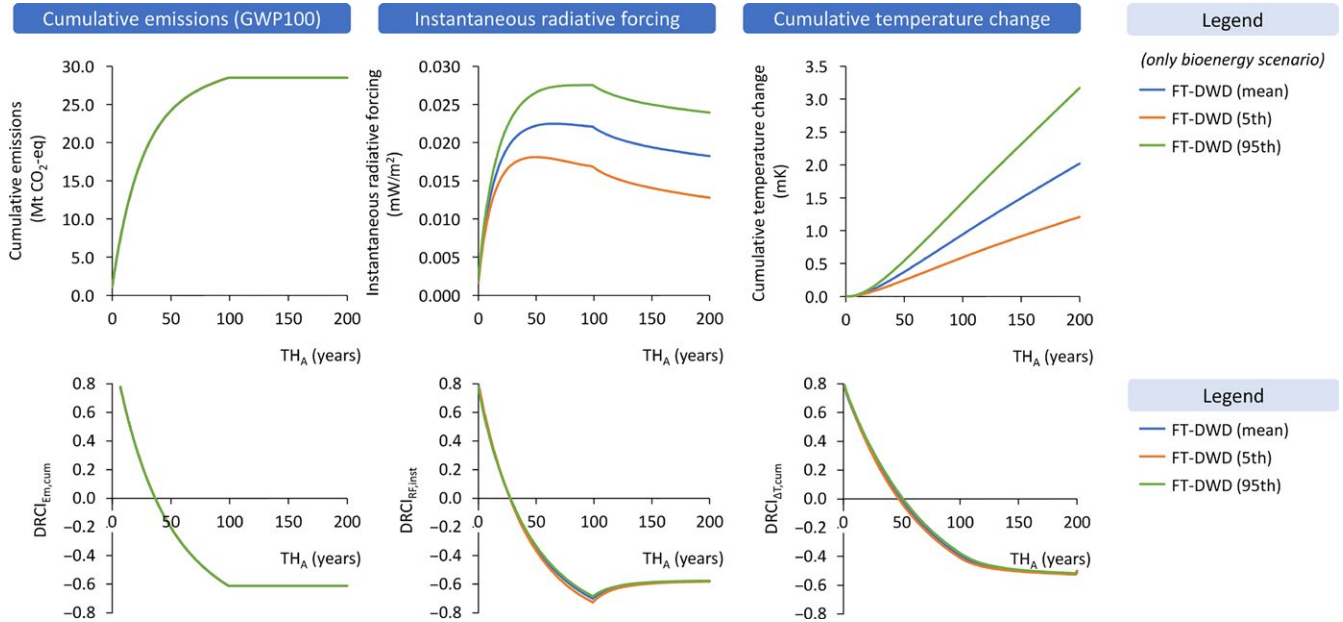 Cumulative emissions (GWP100)
Instantaneous radiative forcing
Cumulative temperature change
Legend
(only bioenergy scenario)
FT-DWD (mean)
FT-DWD (5th)
FT-DWD (95th)
Cumulative emissions
(Mt CO₂-eq)
30.0
25.0
20.0
15.0
10.0
5.0
0.0
0 50 100 150 200
TH_A (years)
Instantaneous radiative forcing
(mW/m²)
0.030
0.025
0.020
0.015
0.010
0.005
0.000
0 50 100 150 200
TH_A (years)
Cumulative temperature change
(mK)
3.5
3.0
2.5
2.0
1.5
1.0
0.5
0.0
0 50 100 150 200
TH_A (years)
DRCI_Em,cum
0.8
0.6
0.4
0.2
0.0
−0.2
−0.4
−0.6
−0.8
0 50 100 150 200
TH_A (years)
DRCI_RF,inst
0.8
0.6
0.4
0.2
0.0
−0.2
−0.4
−0.6
−0.8
0 50 100 150 200
TH_A (years)
DRCI_ΔT,cum
0.8
0.6
0.4
0.2
0.0
−0.2
−0.4
−0.6
−0.8
0 50 100 150 200
TH_A (years)
Legend
FT-DWD (mean)
FT-DWD (5th)
FT-DWD (95th)